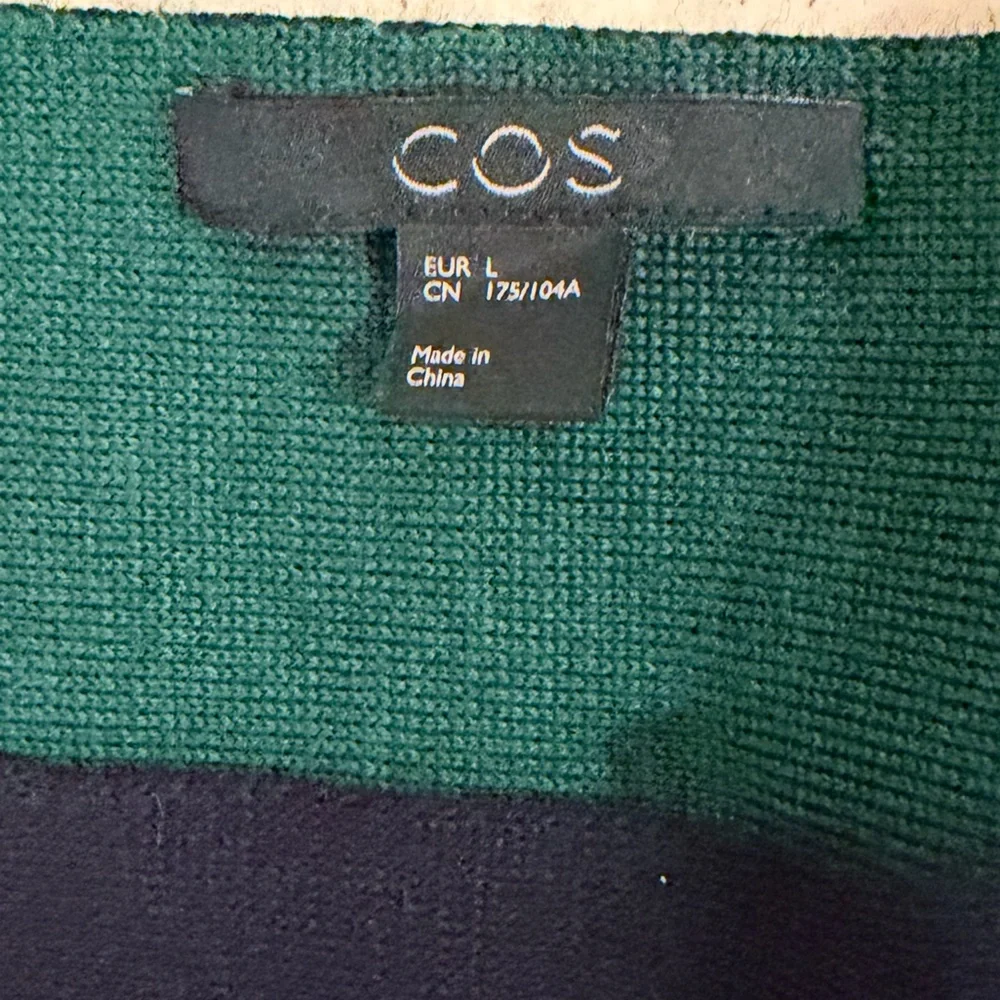 COS
EUR L
CN 175/104A
Made in
China